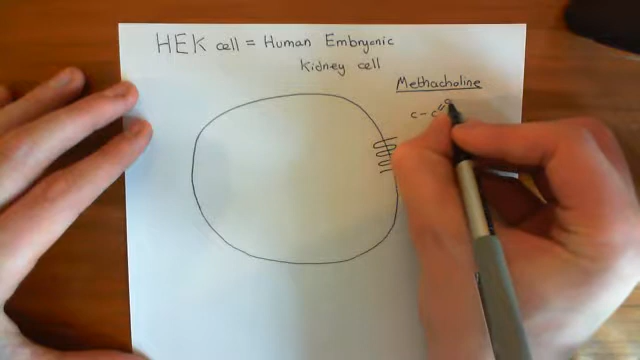 HEK cell = Human Embryonic
Kidney cell
Methacholine
C-C=O